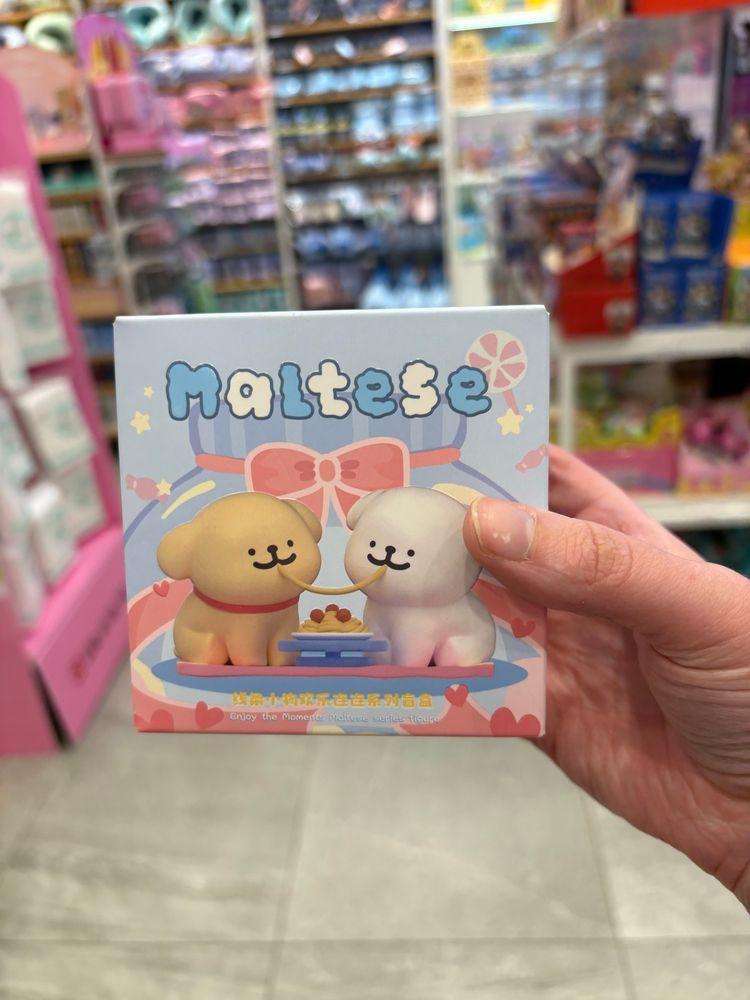 Maltese
线条小狗欢乐连连系列盲盒
Enjoy the Moments Maltese series figure